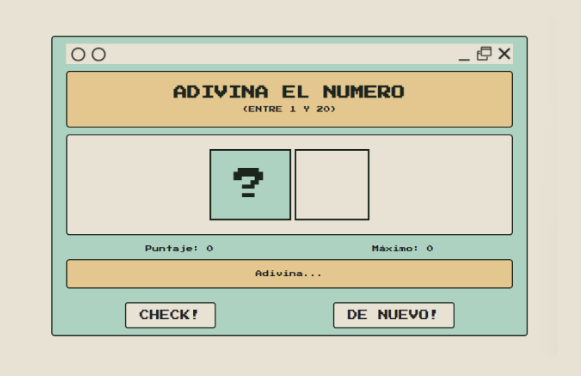 ADIVINA EL NUMERO
(ENTRE 1 Y 20)
?
Puntaje: 0
Máximo: 0
Adivina...
CHECK!
DE NUEVO!